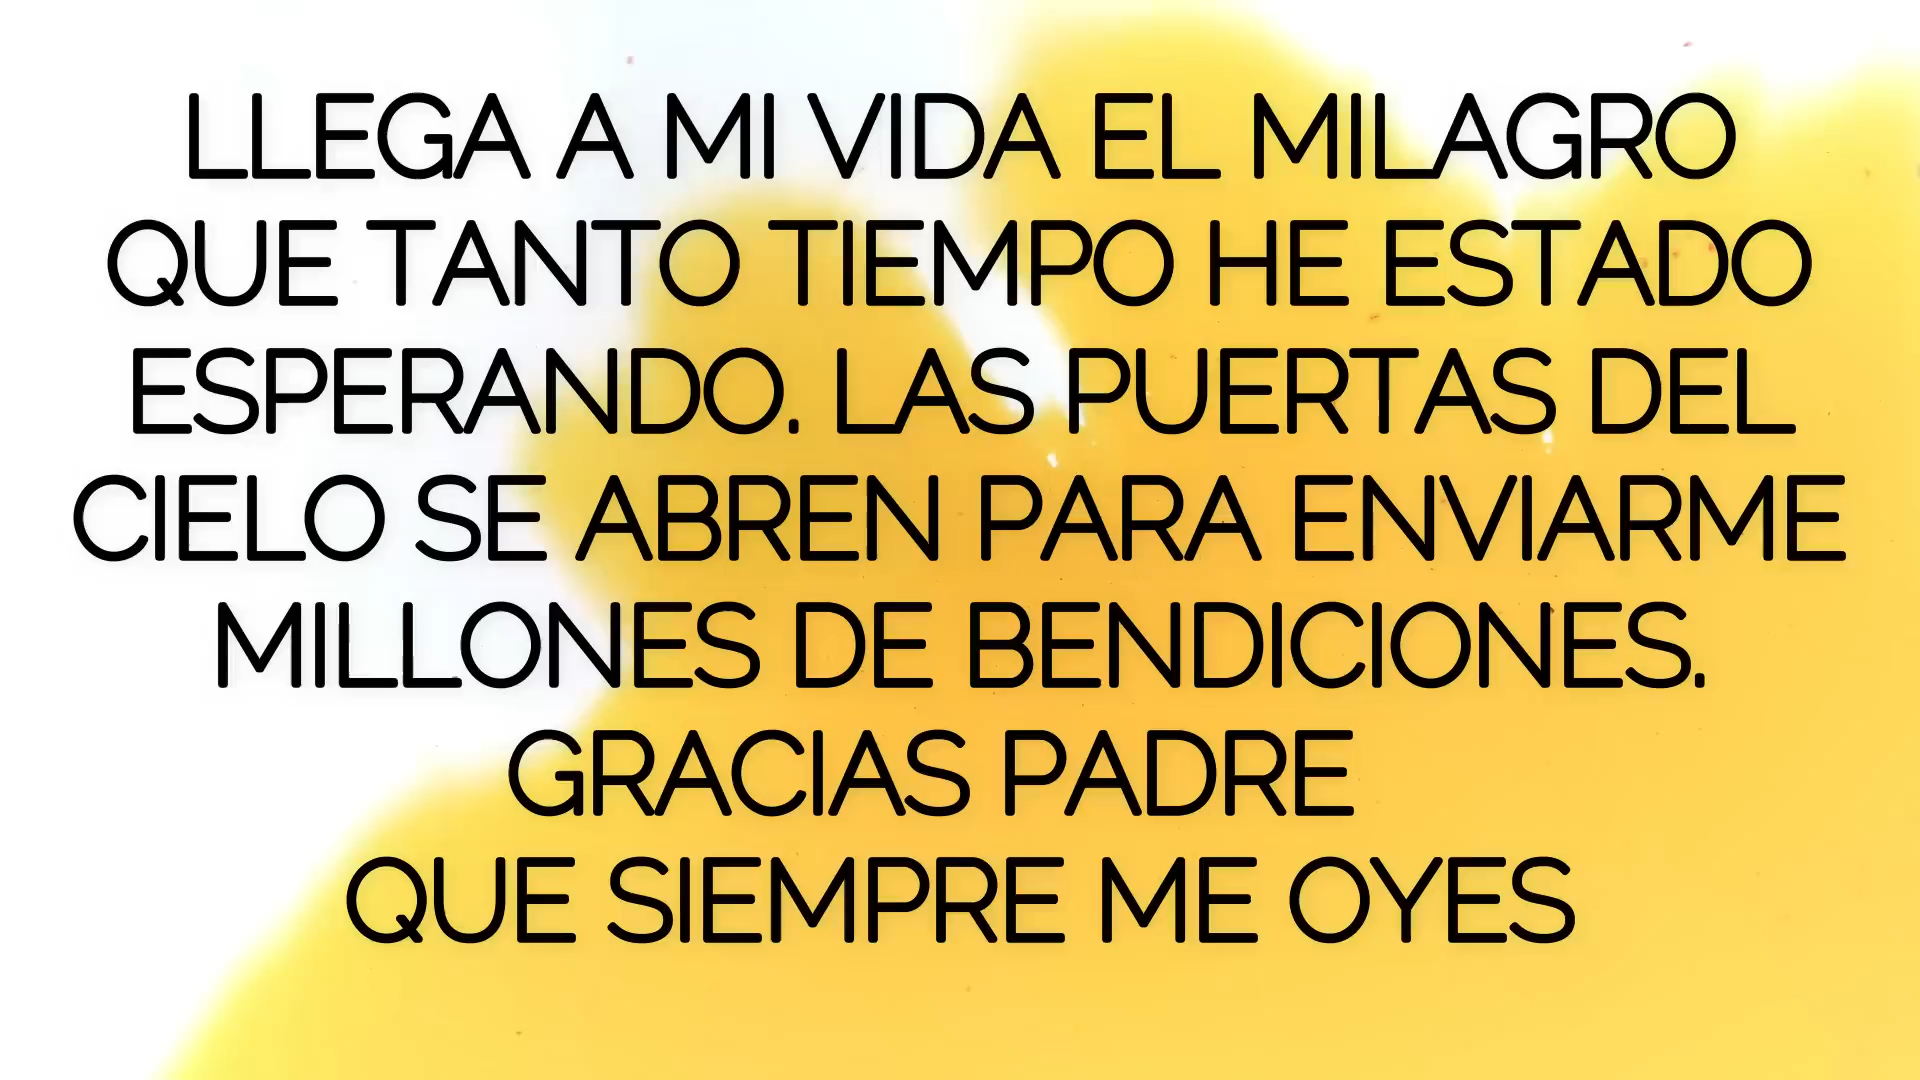 LLEGA A MI VIDA EL MILAGRO
QUE TANTO TIEMPO HE ESTADO
ESPERANDO. LAS PUERTAS DEL
CIELO SE ABREN PARA ENVIARME
MILLONES DE BENDICIONES.
GRACIAS PADRE
QUE SIEMPRE ME OYES